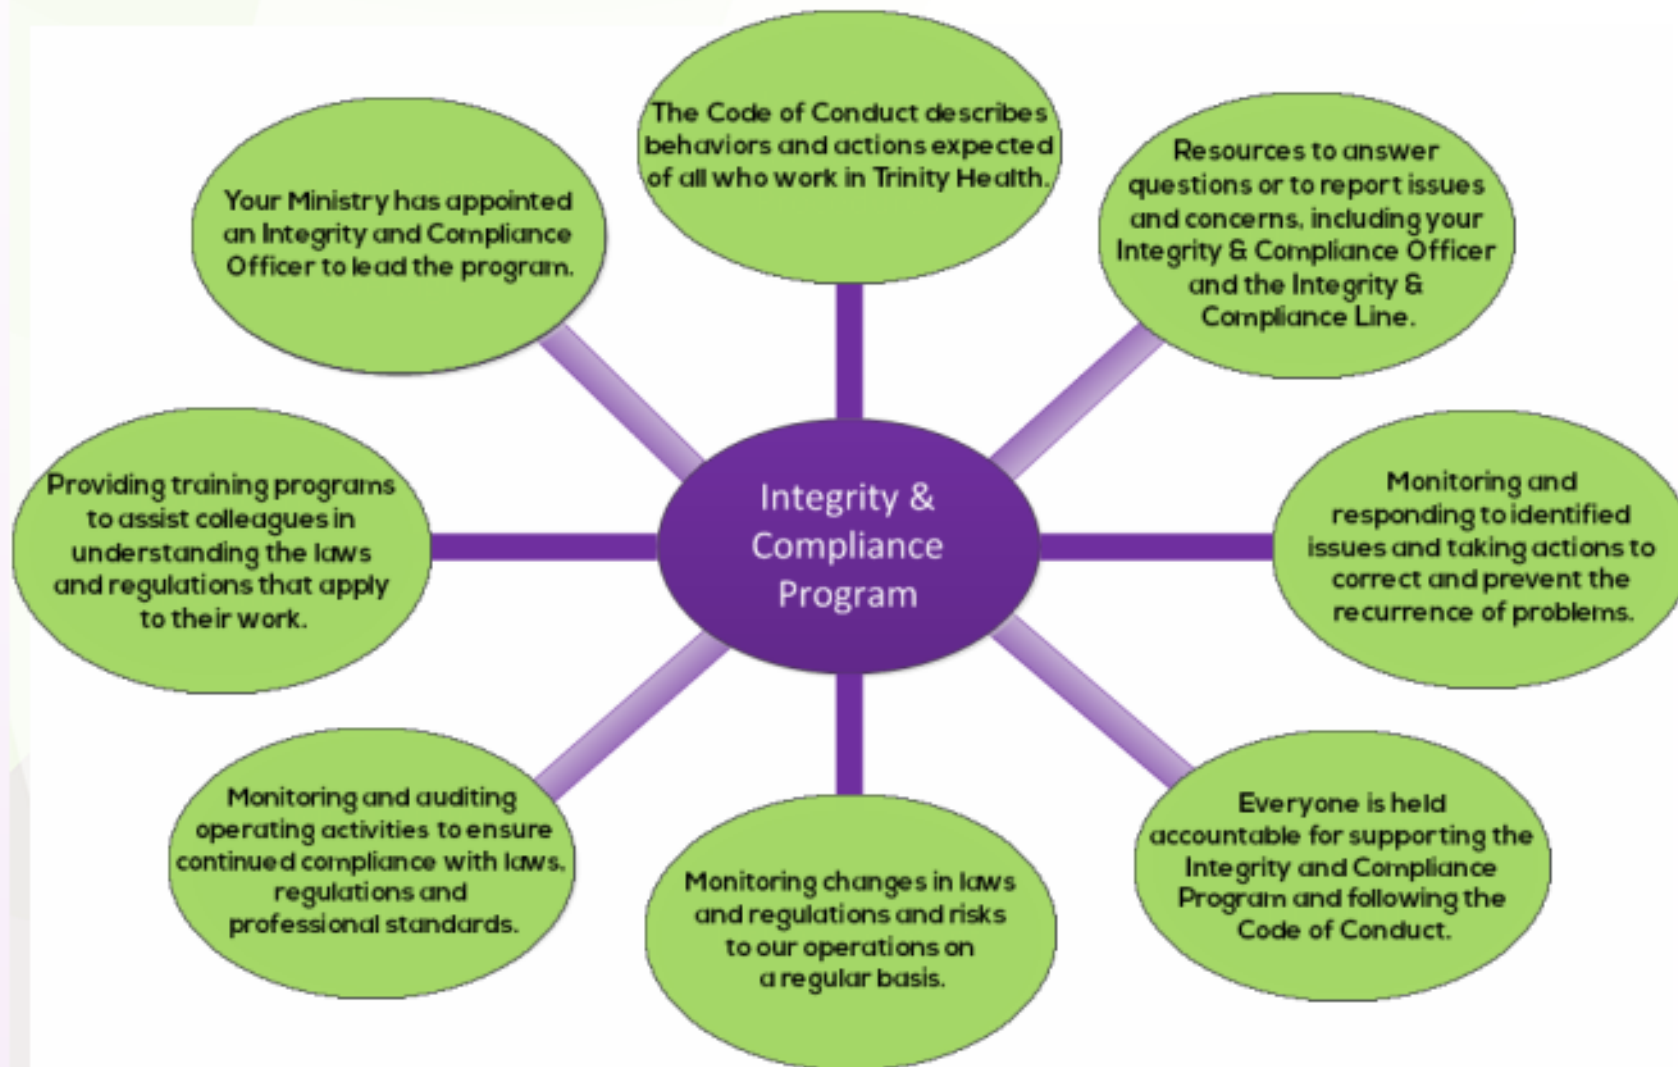 The Code of Conduct describes
behaviors and actions expected
of all who work in Trinity Health.
Resources to answer
questions or to report issues
and concerns, including your
Integrity & Compliance Officer
and the Integrity &
Compliance Line.
Monitoring and
responding to identified
issues and taking actions to
correct and prevent the
recurrence of problems.
Everyone is held
accountable for supporting the
Integrity and Compliance
Program and following the
Code of Conduct.
Monitoring changes in laws
and regulations and risks
to our operations on
a regular basis.
Monitoring and auditing
operating activities to ensure
continued compliance with laws,
regulations and
professional standards.
Providing training programs
to assist colleagues in
understanding the laws
and regulations that apply
to their work.
Your Ministry has appointed
an Integrity and Compliance
Officer to lead the program.
Integrity &
Compliance
Program